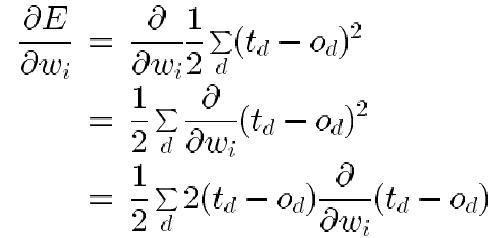 ∂E/∂w_i = ∂/∂w_i 1/2 ∑_d (t_d − o_d)²
= 1/2 ∑_d ∂/∂w_i (t_d − o_d)²
= 1/2 ∑_d 2(t_d − o_d) ∂/∂w_i (t_d − o_d)